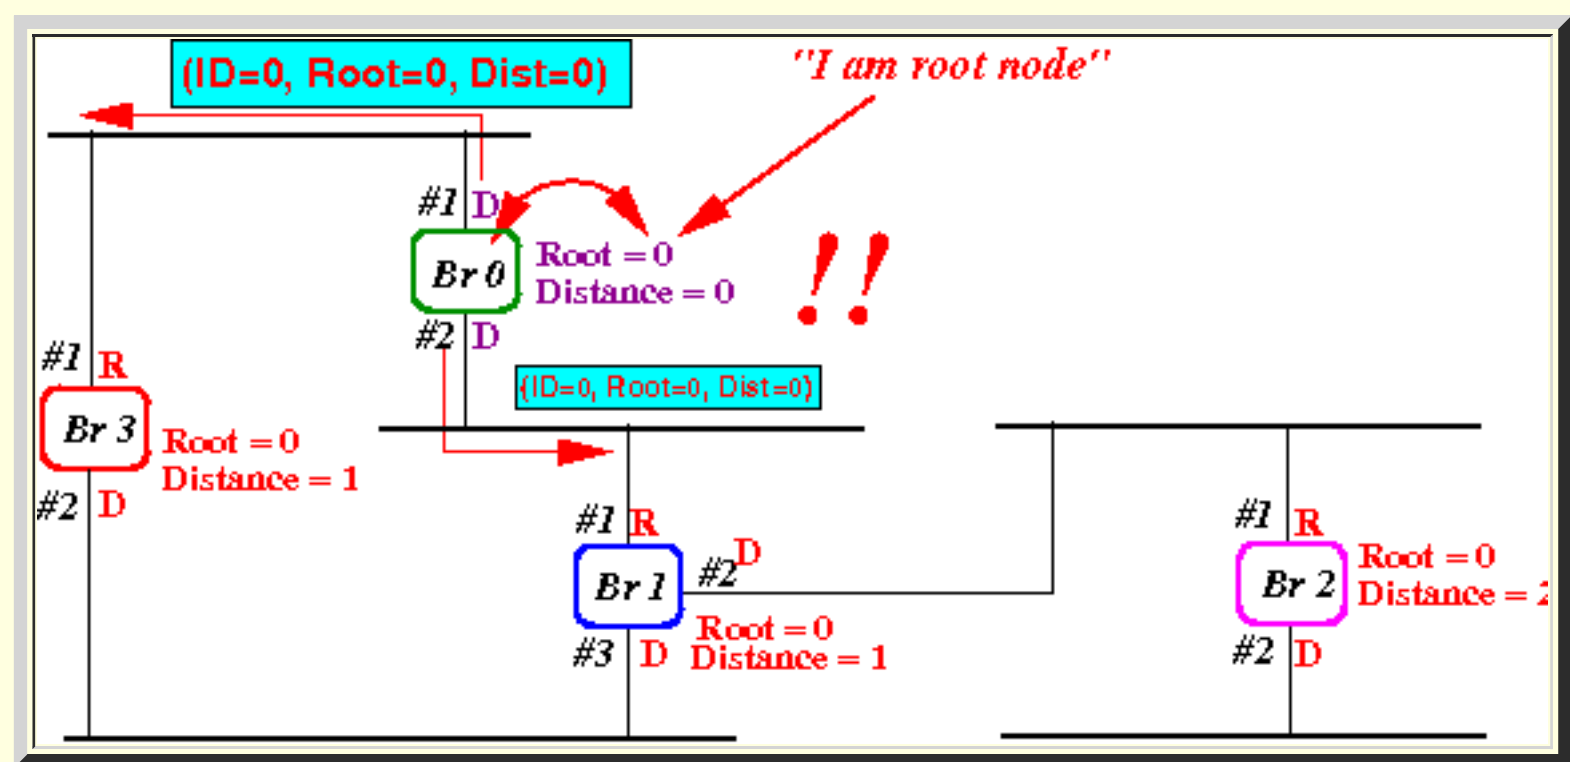 (ID=0, Root=0, Dist=0)
"I am root node"
#1 D
Br 0
Root = 0
Distance = 0
!!
#2 D
(ID=0, Root=0, Dist=0)
#1 R
Br 3
Root = 0
Distance = 1
#2 D
#1 R
Br 1
#2 D
Root = 0
Distance = 1
#3 D
#1 R
Br 2
Root = 0
Distance = 2
#2 D